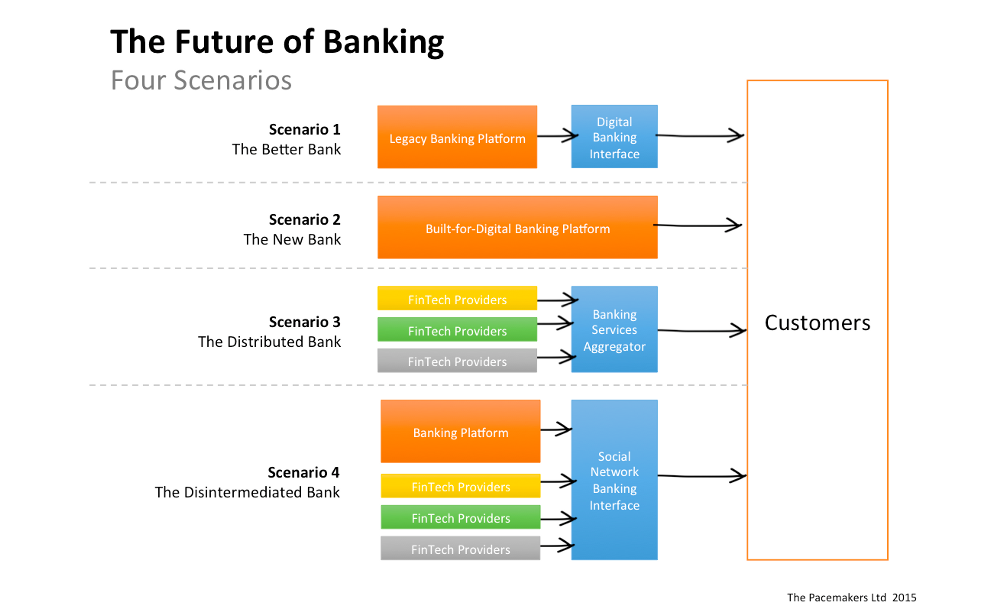 The Future of Banking
Four Scenarios
Scenario 1
The Better Bank
Legacy Banking Platform
Digital
Banking
Interface
Scenario 2
The New Bank
Built-for-Digital Banking Platform
Scenario 3
The Distributed Bank
FinTech Providers
FinTech Providers
FinTech Providers
Banking
Services
Aggregator
Customers
Scenario 4
The Disintermediated Bank
Banking Platform
FinTech Providers
FinTech Providers
FinTech Providers
Social
Network
Banking
Interface
The Pacemakers Ltd 2015